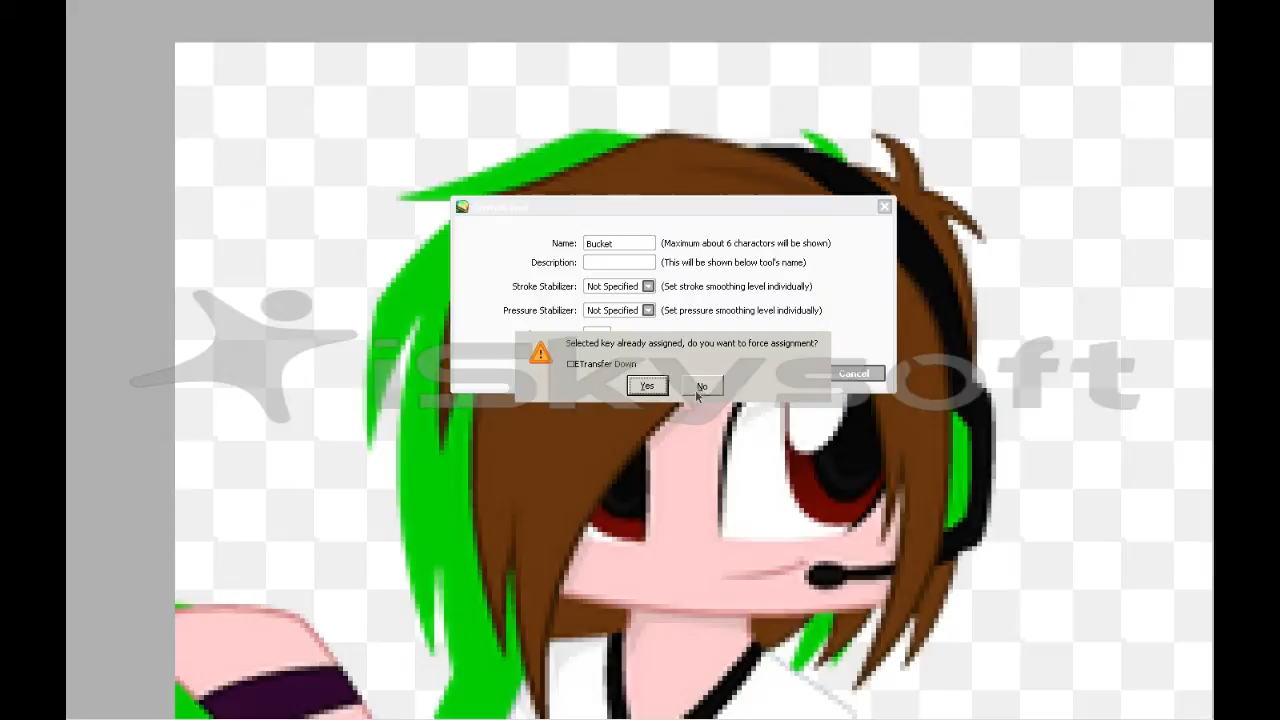 Name: Bucket (Maximum about 6 charactors will be shown)
Description: (This will be shown below tool's name)
Stroke Stabilizer: Not Specified (Set stroke smoothing level individually)
Pressure Stabilizer: Not Specified (Set pressure smoothing level individually)
Selected key already assigned, do you want to force assignment?
Transfer Down
Yes No
Cancel
iSkysoft